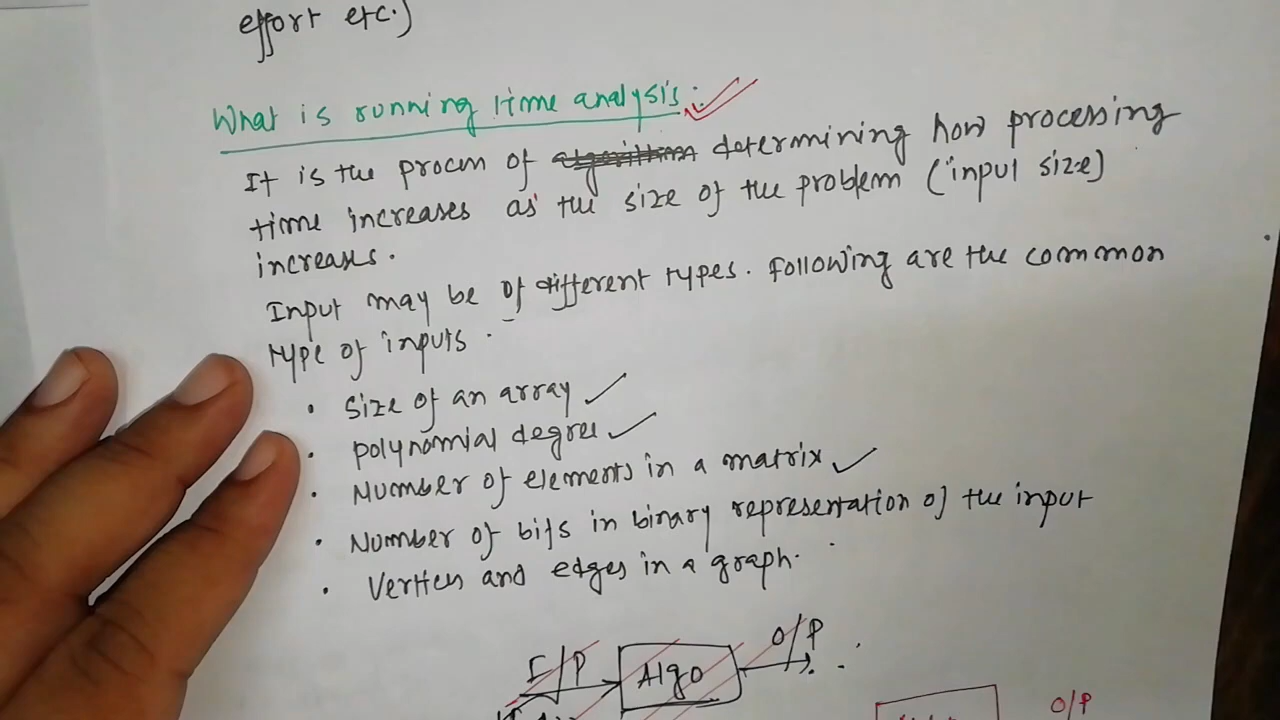 effort etc.)
What is running time analysis:
It is the process of algorithm determining how processing
time increases as the size of the problem (input size)
increases.
Input may be of different types. Following are the common
type of inputs.
• Size of an array
• polynomial degree
• Number of elements in a matrix
• Number of bits in binary representation of the input
• Vertices and edges in a graph.
I/P Algo O/P
O/P